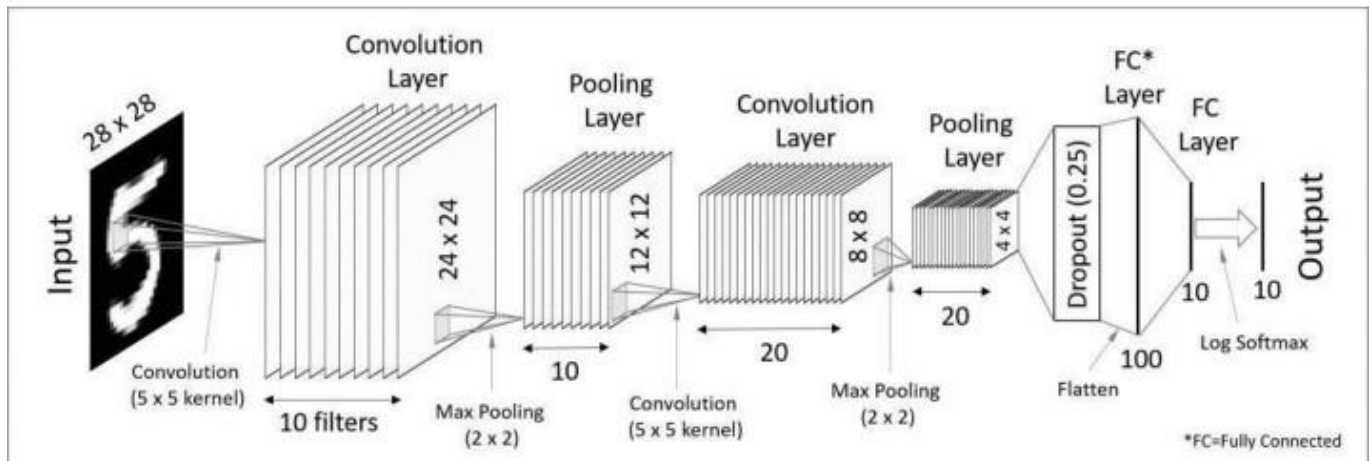 Input
28 x 28
Convolution
(5 x 5 kernel)
Convolution
Layer
24 x 24
10 filters
Max Pooling
(2 x 2)
Pooling
Layer
12 x 12
10
Convolution
(5 x 5 kernel)
Convolution
Layer
8 x 8
20
Max Pooling
(2 x 2)
Pooling
Layer
4 x 4
20
Dropout (0.25)
Flatten
FC*
Layer
100
FC
Layer
10
Log Softmax
10
Output
*FC=Fully Connected
5